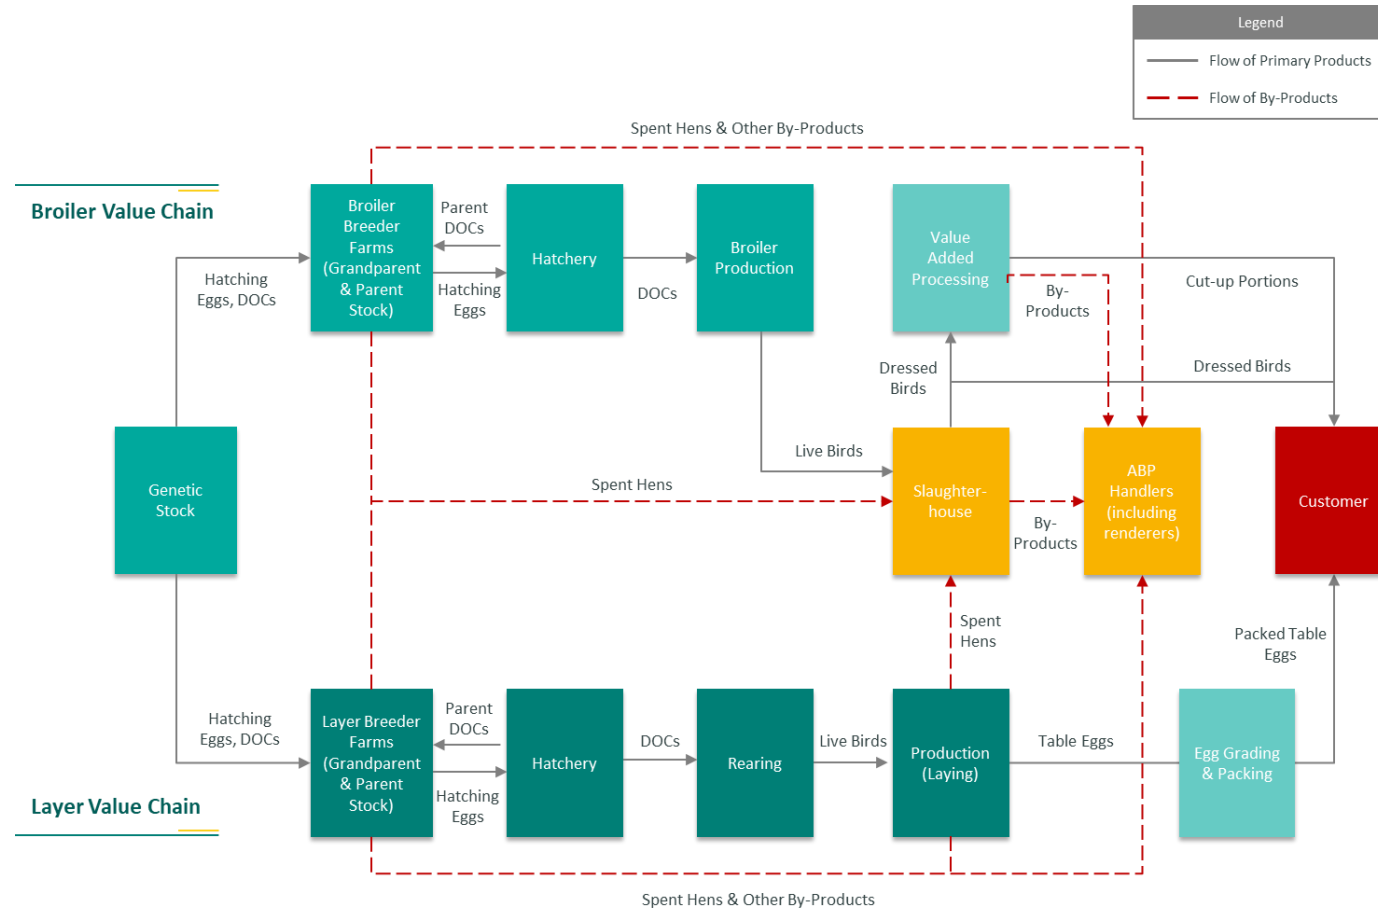 Legend
Flow of Primary Products
Flow of By-Products
Spent Hens & Other By-Products
Broiler Value Chain
Broiler
Breeder
Farms
(Grandparent
& Parent
Stock)
Parent
DOCs
Hatching
Eggs
Hatchery
DOCs
Broiler
Production
Value
Added
Processing
By-
Products
Cut-up Portions
Hatching
Eggs, DOCs
Dressed
Birds
Dressed Birds
Live Birds
Genetic
Stock
Spent Hens
Slaughter-
house
By-
Products
ABP
Handlers
(including
renderers)
Customer
Spent
Hens
Packed Table
Eggs
Hatching
Eggs, DOCs
Layer Breeder
Farms
(Grandparent
& Parent
Stock)
Parent
DOCs
Hatching
Eggs
Hatchery
DOCs
Rearing
Live Birds
Production
(Laying)
Table Eggs
Egg Grading
& Packing
Layer Value Chain
Spent Hens & Other By-Products